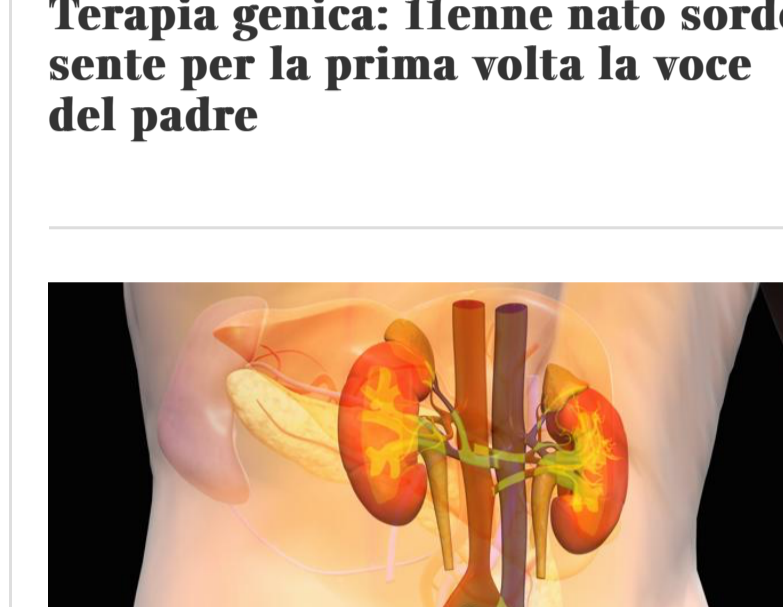 Terapia genica: 11enne nato sordo
sente per la prima volta la voce
del padre